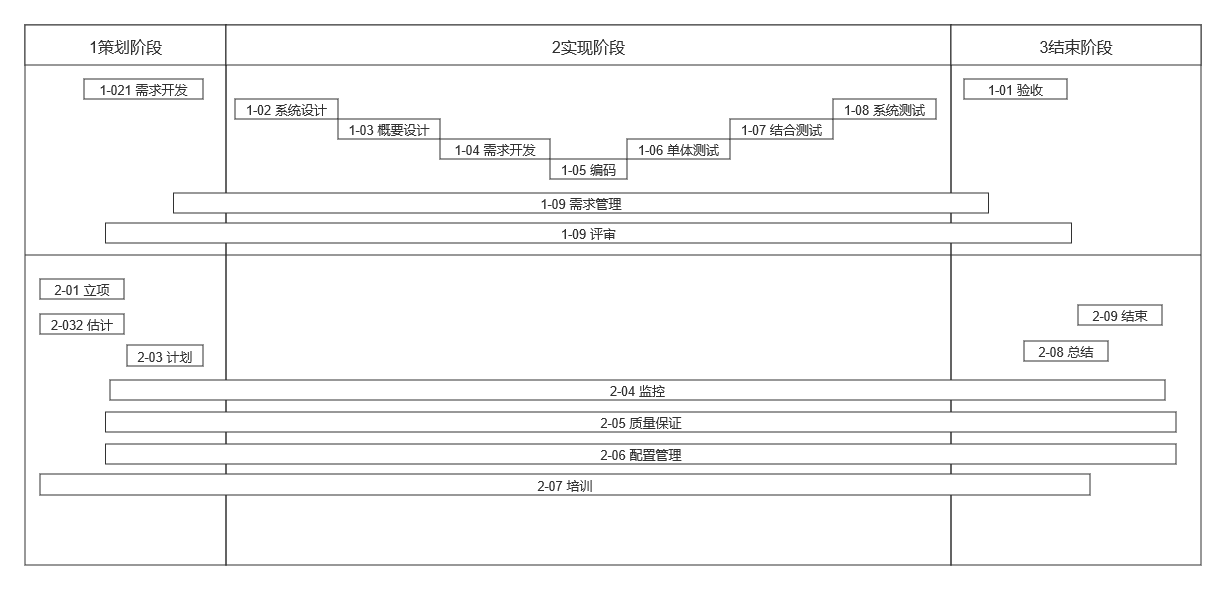 1策划阶段
2实现阶段
3结束阶段
1-021 需求开发
1-01 验收
1-02 系统设计
1-08 系统测试
1-03 概要设计
1-07 结合测试
1-04 需求开发
1-06 单体测试
1-05 编码
1-09 需求管理
1-09 评审
2-01 立项
2-09 结束
2-032 估计
2-08 总结
2-03 计划
2-04 监控
2-05 质量保证
2-06 配置管理
2-07 培训